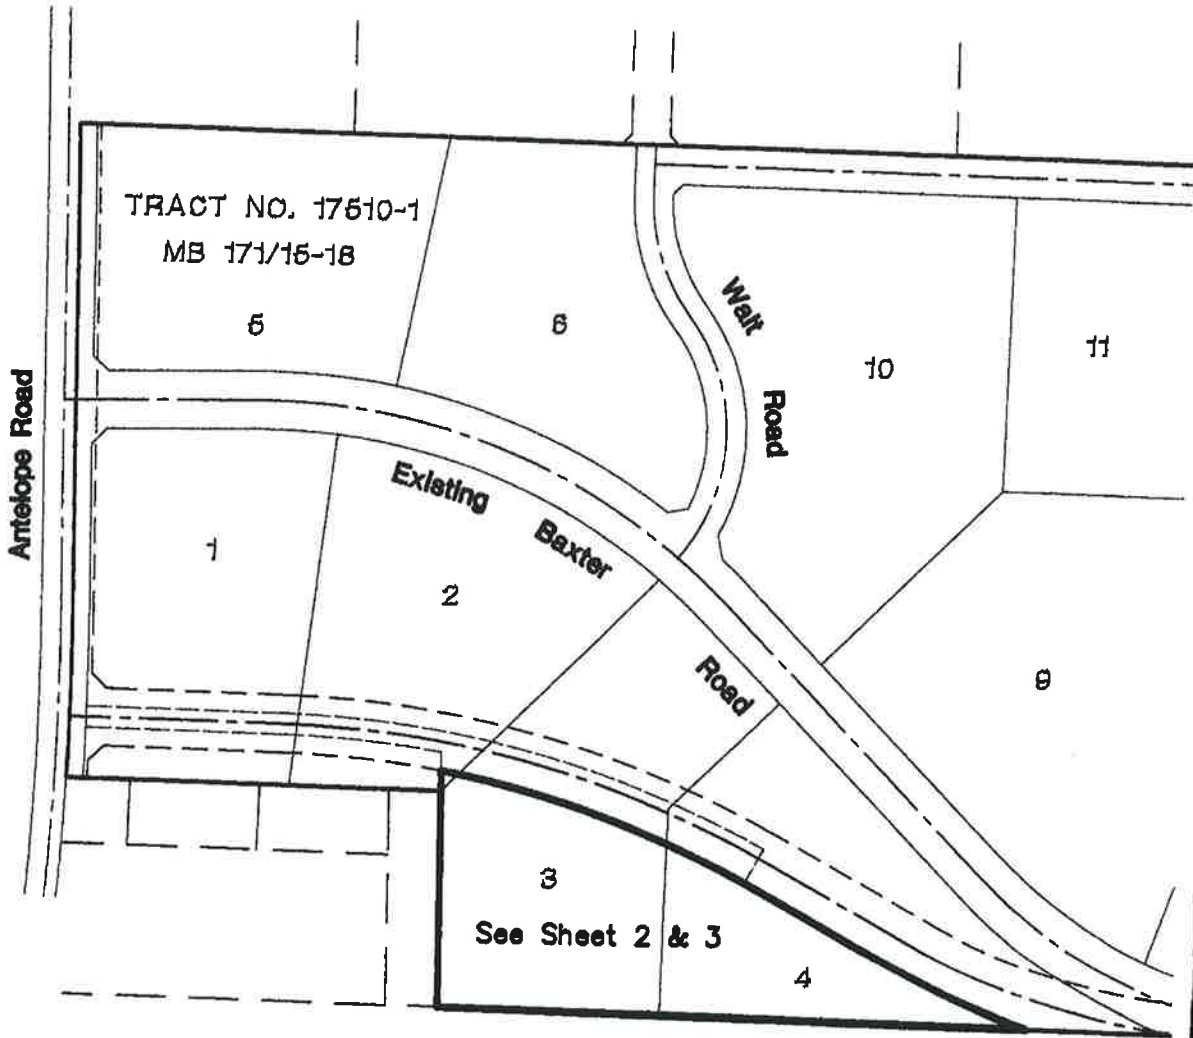 TRACT NO. 17510-1
MB 171/15-18
5
6
10
11
Walt
Road
Antelope Road
Existing
Baxter
Road
1
2
9
3
See Sheet 2 & 3
4